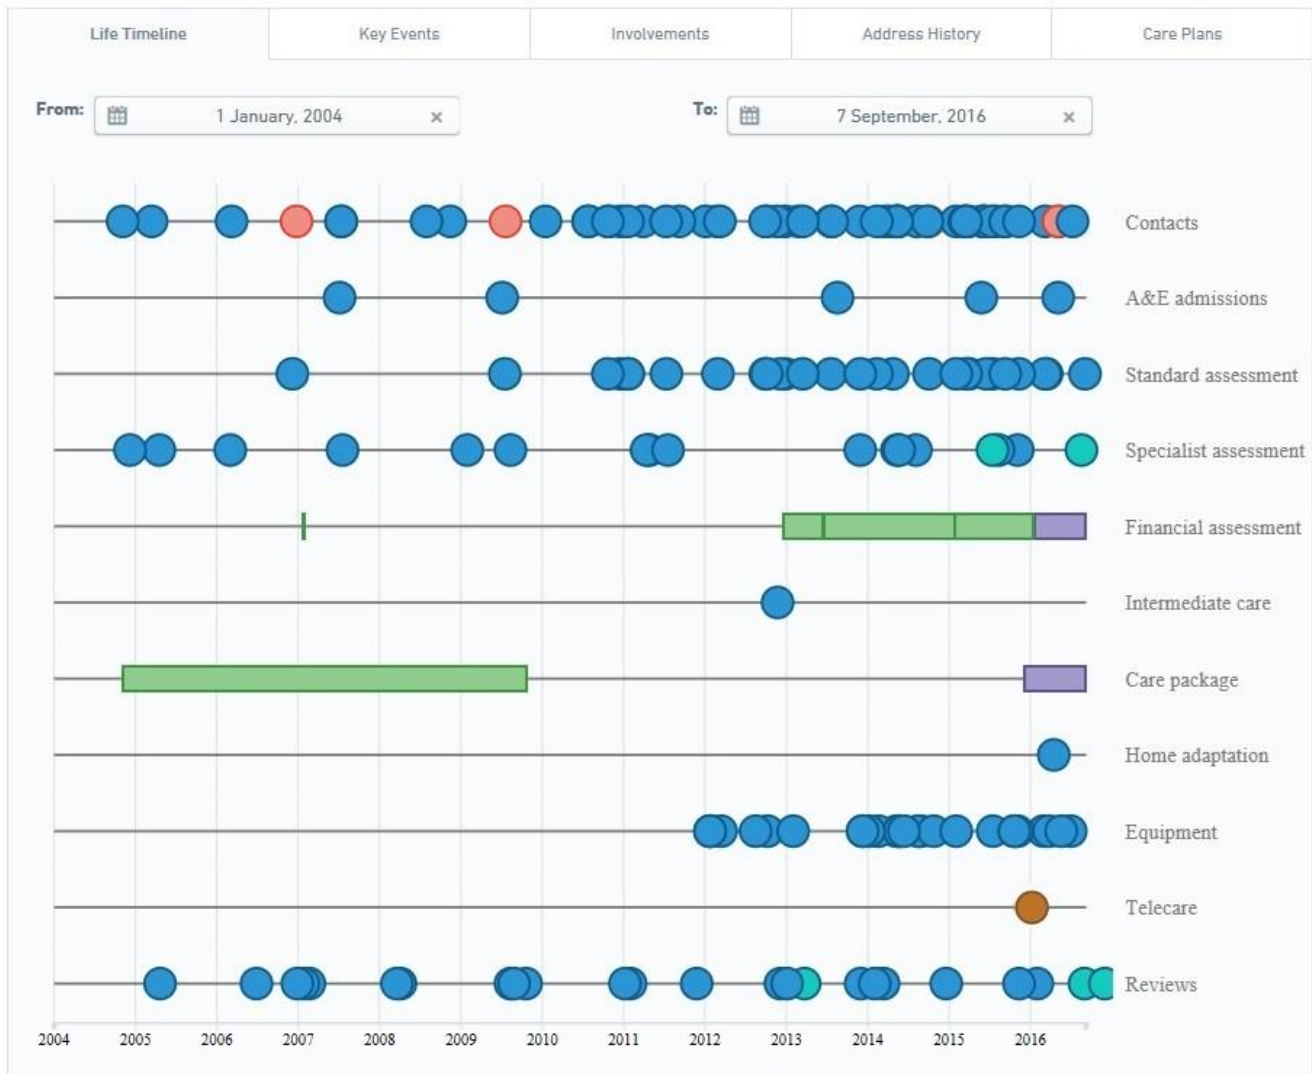 Life Timeline Key Events Involvements Address History Care Plans
From: 1 January, 2004 × To: 7 September, 2016 ×
Contacts
A&E admissions
Standard assessment
Specialist assessment
Financial assessment
Intermediate care
Care package
Home adaptation
Equipment
Telecare
Reviews
2004 2005 2006 2007 2008 2009 2010 2011 2012 2013 2014 2015 2016